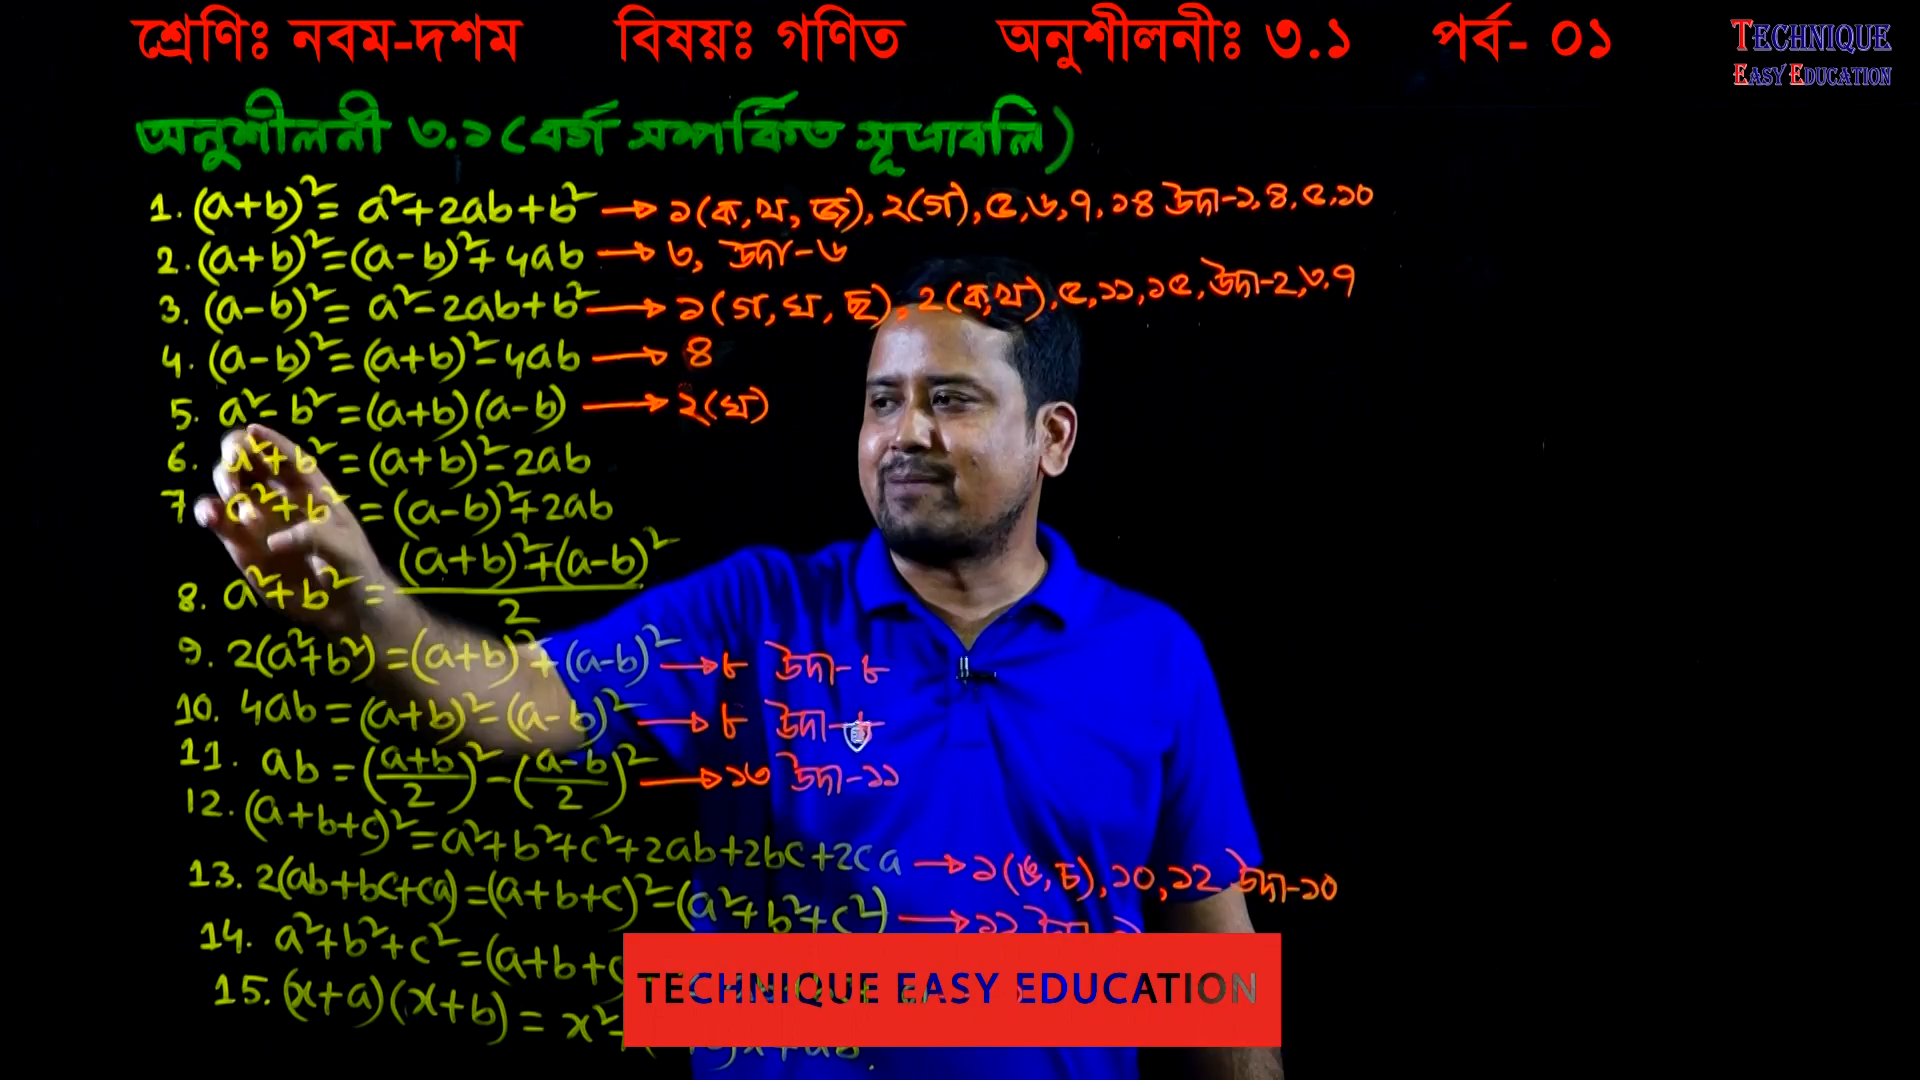 শ্রেণিঃ নবম-দশম বিষয়ঃ গণিত অনুশীলনীঃ ৩.১ পর্ব- ০১
TECHNIQUE
EASY EDUCATION
অনুশীলনী ৩.১ (বর্গ সম্পর্কিত সূত্রাবলি)
1. (a+b)² = a²+2ab+b² → ১(ক,খ,জ), ২(গ), ৫,৬,৭,১৪ উদা-১,৪,৫,১০
2. (a+b)² = (a-b)²+4ab → ৩, উদা-৬
3. (a-b)² = a²-2ab+b² → ১(গ,ঘ,ছ), 2(ক,খ), ৫,১১,১৫, উদা-2,৩,৭
4. (a-b)² = (a+b)²-4ab → 8
5. a²-b² = (a+b)(a-b) → ২(ঘ)
6. a²+b² = (a+b)²-2ab
7 a²+b² = (a-b)²+2ab
8. a²+b² = ((a+b)²+(a-b)²)/2
9. 2(a²+b²) = (a+b)²+(a-b)² → ৮ উদা-৮
10. 4ab = (a+b)²-(a-b)² → ৮ উদা-
11. ab = ((a+b)/2)²-((a-b)/2)² → ১৩ উদা-১১
12. (a+b+c)² = a²+b²+c²+2ab+2bc+2ca → ১(ঙ,চ), ১০, ১2 উদা-১০
13. 2(ab+bc+ca) = (a+b+c)²-(a²+b²+c²) →
14. a²+b²+c² = (a+b+c
15. (x+a)(x+b) = x²+
TECHNIQUE EASY EDUCATION